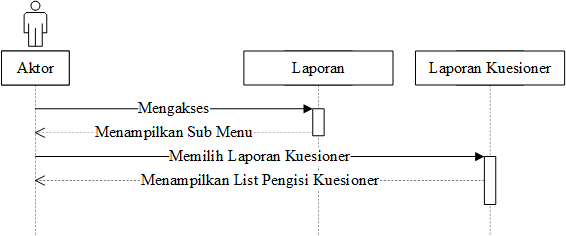 Aktor
Laporan
Laporan Kuesioner
Mengakses
Menampilkan Sub Menu
Memilih Laporan Kuesioner
Menampilkan List Pengisi Kuesioner